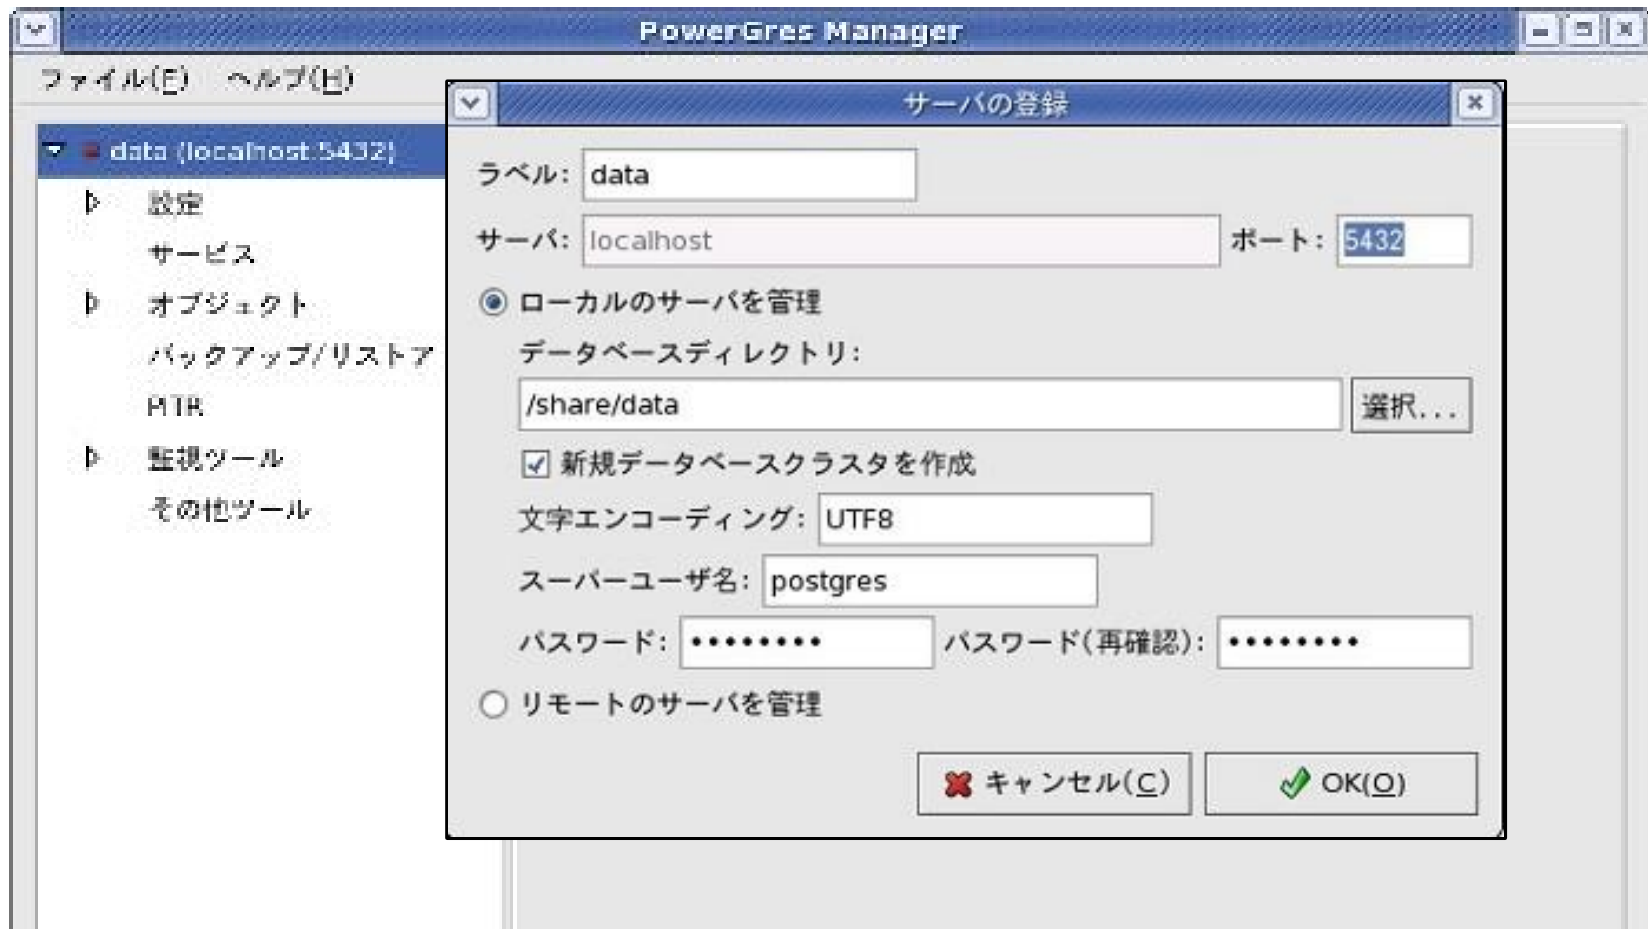 PowerGres Manager
ファイル(F) ヘルプ(H)
data (localhost:5432)
設定
サービス
オブジェクト
バックアップ/リストア
PITR
監視ツール
その他ツール
サーバの登録
ラベル: data
サーバ: localhost ポート: 5432
ローカルのサーバを管理
データベースディレクトリ:
/share/data 選択...
新規データベースクラスタを作成
文字エンコーディング: UTF8
スーパーユーザ名: postgres
パスワード: •••••••• パスワード(再確認): ••••••••
リモートのサーバを管理
キャンセル(C) OK(O)